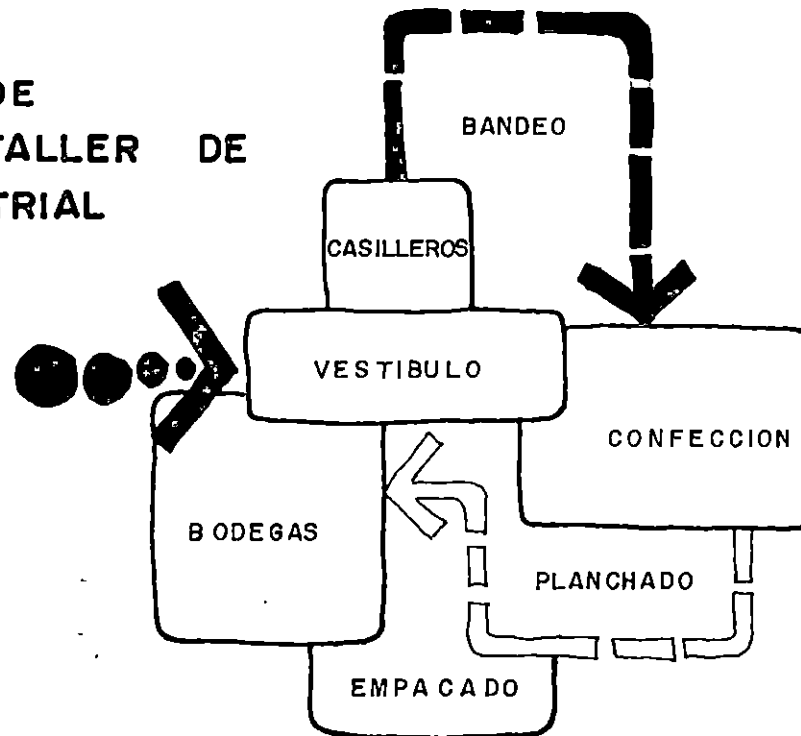 DE
TALLER DE
TRIAL
BANDEO
CASILLEROS
VESTIBULO
CONFECCION
BODEGAS
PLANCHADO
EMPACADO